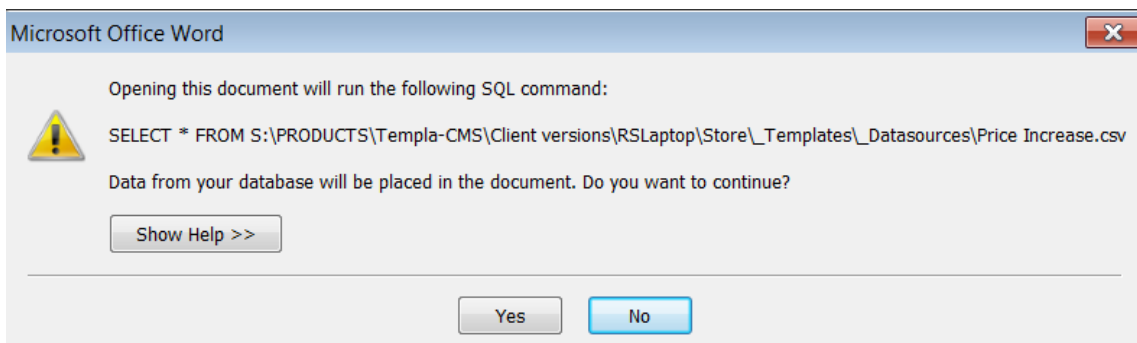 Microsoft Office Word
Opening this document will run the following SQL command:
SELECT * FROM S:\PRODUCTS\Templa-CMS\Client versions\RSLaptop\Store\_Templates\_Datasources\Price Increase.csv
Data from your database will be placed in the document. Do you want to continue?
Show Help >>
Yes
No